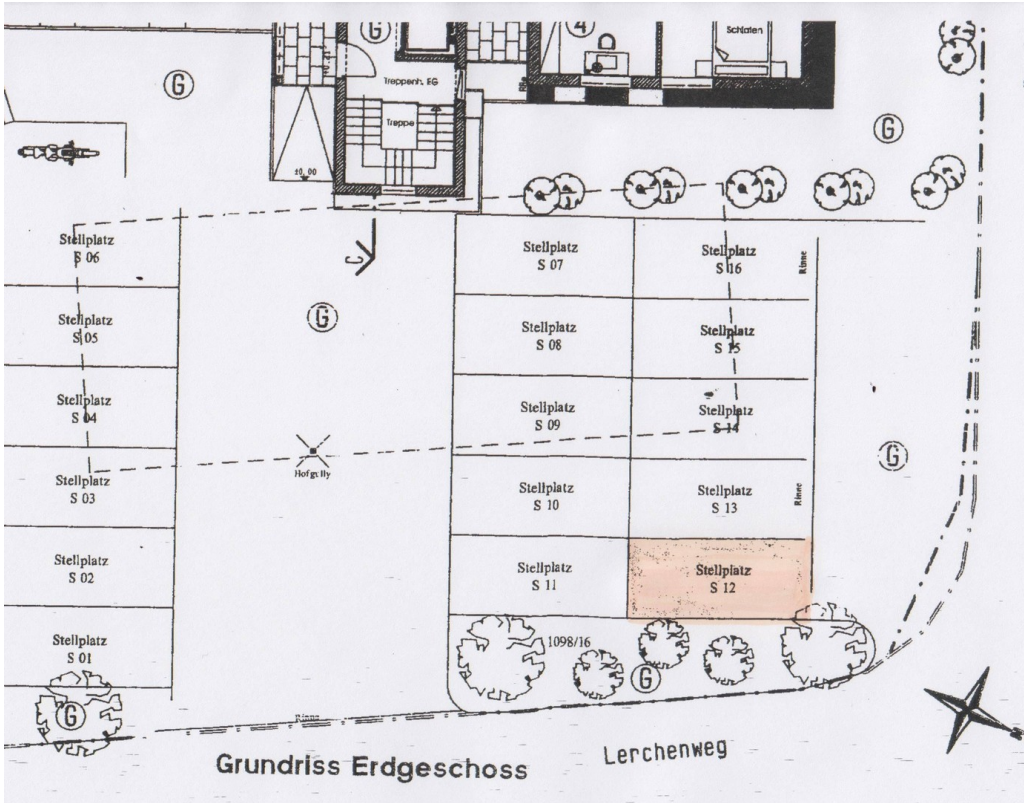 G
4
Schlafen
G
Treppenh. EG
Treppe
G
±0,00
C
Stellplatz
S 06
Stellplatz
S 07
Stellplatz
S 16
Rinne
Stellplatz
S 05
G
Stellplatz
S 08
Stellplatz
S 15
Stellplatz
S 04
Stellplatz
S 09
Stellplatz
S 14
G
Hofgully
Stellplatz
S 03
Stellplatz
S 10
Stellplatz
S 13
Rinne
Stellplatz
S 02
Stellplatz
S 11
Stellplatz
S 12
Stellplatz
S 01
1098/16
G
G
Rinne
Grundriss Erdgeschoss
Lerchenweg
N